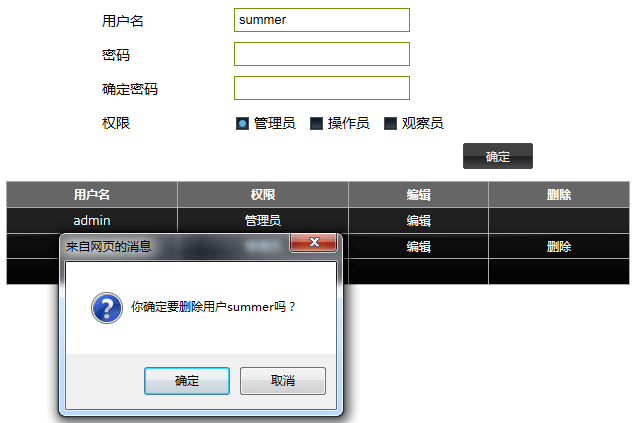 用户名 summer
密码
确定密码
权限 管理员 操作员 观察员
确定
用户名 权限 编辑 删除
admin 管理员 编辑
编辑 删除
来自网页的消息
你确定要删除用户summer吗？
确定 取消